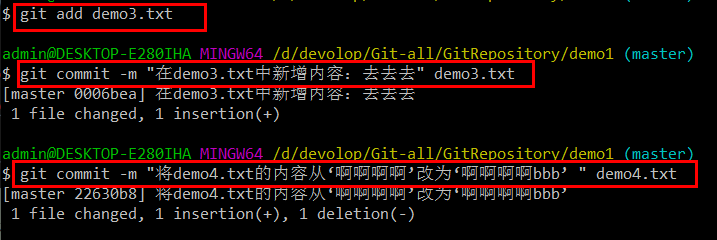 $ git add demo3.txt
admin@DESKTOP-E280IHA MINGW64 /d/devolop/Git-all/GitRepository/demo1 (master)
$ git commit -m "在demo3.txt中新增内容：去去去" demo3.txt
[master 0006bea] 在demo3.txt中新增内容：去去去
1 file changed, 1 insertion(+)
admin@DESKTOP-E280IHA MINGW64 /d/devolop/Git-all/GitRepository/demo1 (master)
$ git commit -m "将demo4.txt的内容从‘啊啊啊啊’改为‘啊啊啊啊bbb’ " demo4.txt
[master 22630b8] 将demo4.txt的内容从‘啊啊啊啊’改为‘啊啊啊啊bbb’
1 file changed, 1 insertion(+), 1 deletion(-)